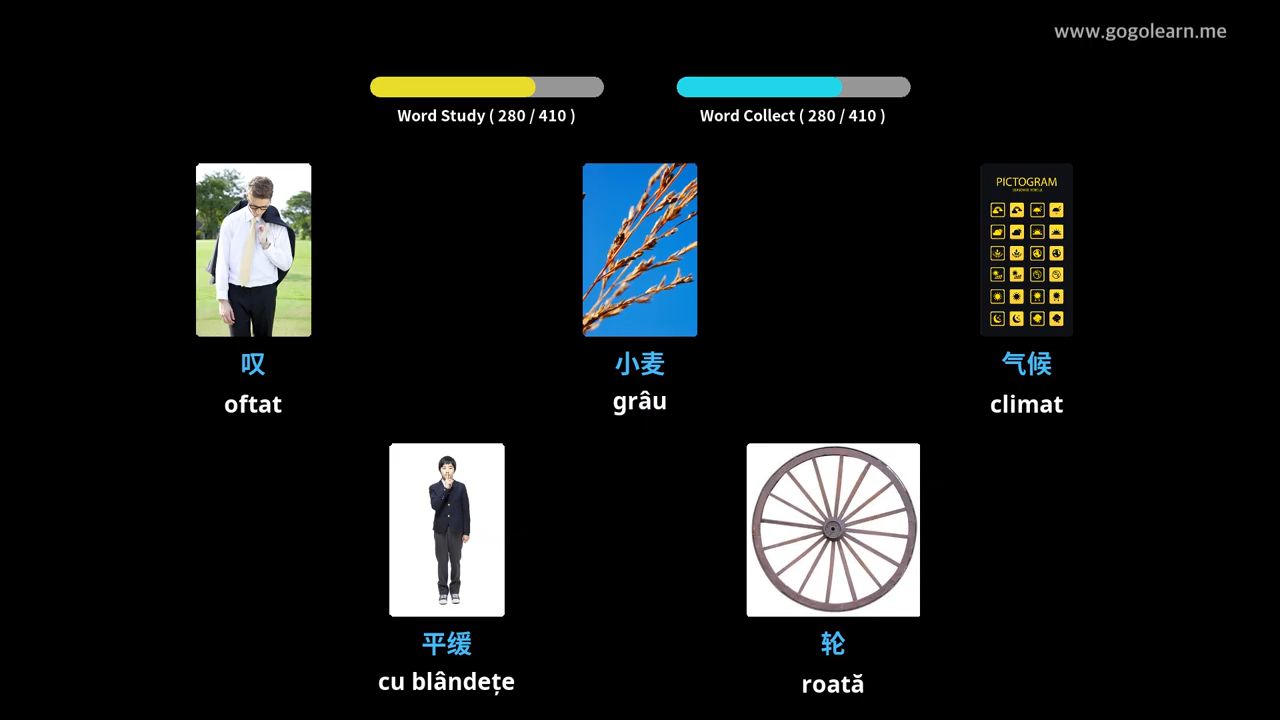 www.gogolearn.me
Word Study ( 280 / 410 )
Word Collect ( 280 / 410 )
PICTOGRAM
叹
oftat
小麦
grâu
气候
climat
平缓
cu blândețe
轮
roată